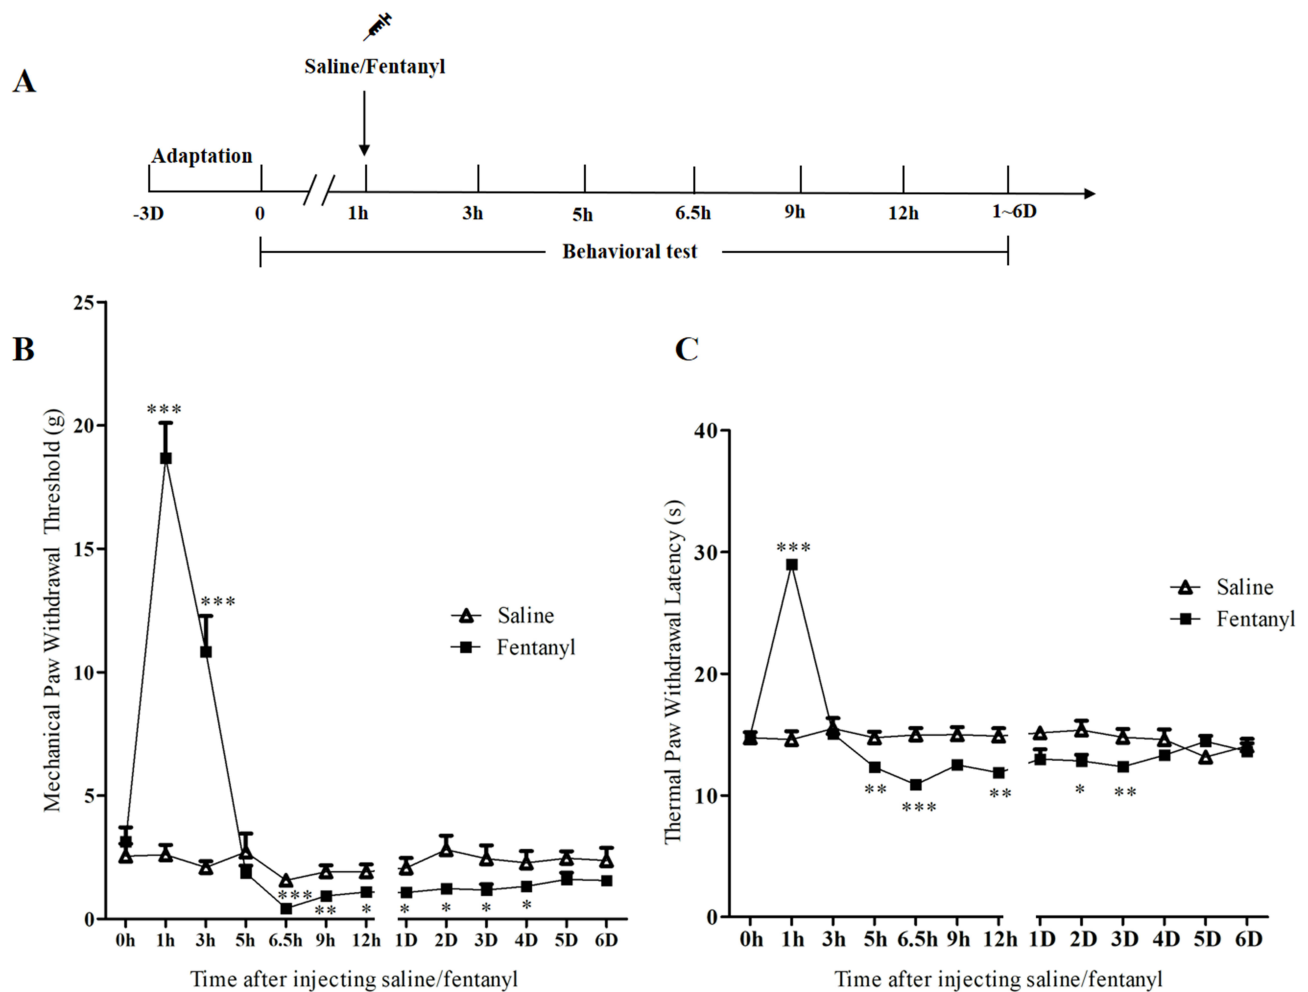 A
Saline/Fentanyl
Adaptation
-3D 0 1h 3h 5h 6.5h 9h 12h 1~6D
Behavioral test
B
Mechanical Paw Withdrawal Threshold (g)
25
20
15
10
5
0
***
***
***
**
*
*
*
*
*
Saline
Fentanyl
0h 1h 3h 5h 6.5h 9h 12h 1D 2D 3D 4D 5D 6D
Time after injecting saline/fentanyl
C
Thermal Paw Withdrawal Latency (s)
40
30
20
10
0
***
**
***
**
*
**
Saline
Fentanyl
0h 1h 3h 5h 6.5h 9h 12h 1D 2D 3D 4D 5D 6D
Time after injecting saline/fentanyl